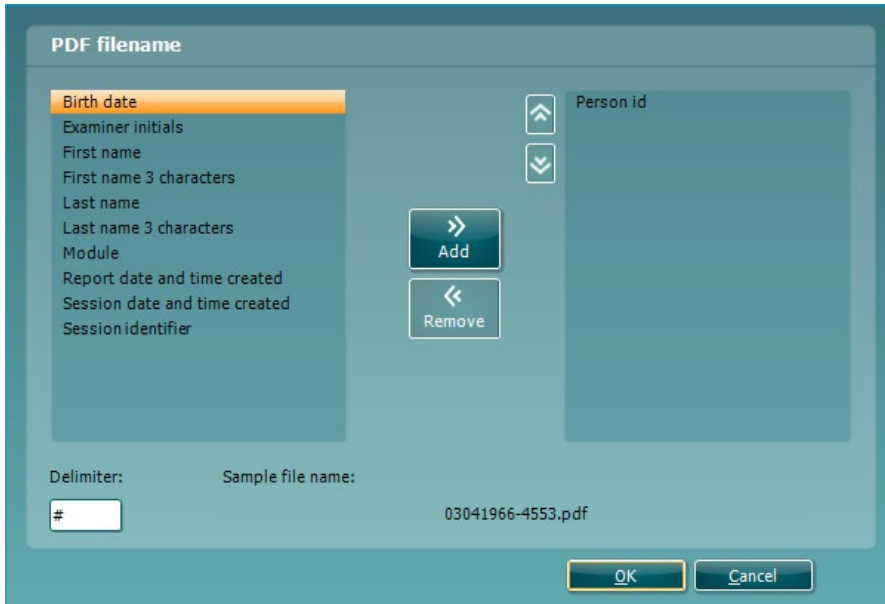 PDF filename
Birth date
Examiner initials
First name
First name 3 characters
Last name
Last name 3 characters
Module
Report date and time created
Session date and time created
Session identifier
Add
Remove
Person id
Delimiter:
Sample file name:
#
03041966-4553.pdf
OK
Cancel